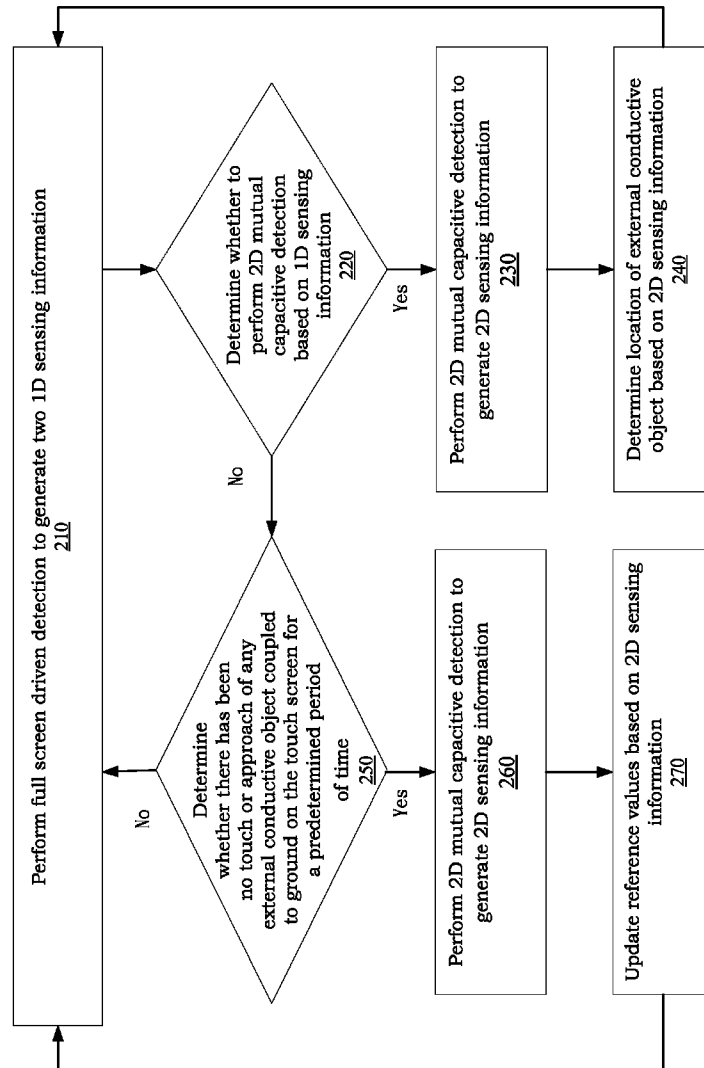 Perform full screen driven detection to generate two 1D sensing information
210
Determine whether to
perform 2D mutual
capacitive detection
based on 1D sensing
information
220
No
Yes
Determine
whether there has been
no touch or approach of any
external conductive object coupled
to ground on the touch screen for
a predetermined period
of time
250
No
Yes
Perform 2D mutual capacitive detection to
generate 2D sensing information
230
Perform 2D mutual capacitive detection to
generate 2D sensing information
260
Determine location of external conductive
object based on 2D sensing information
240
Update reference values based on 2D sensing
information
270